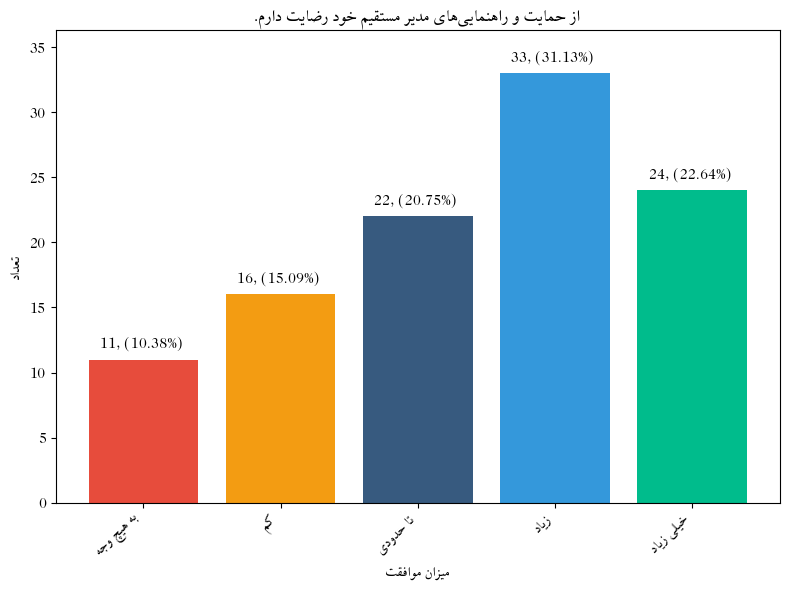 از حمایت و راهنمایی‌های مدیر مستقیم خود رضایت دارم.
35
30
25
20
15
10
5
0
تعداد
11, (10.38%)
16, (15.09%)
22, (20.75%)
33, (31.13%)
24, (22.64%)
به هیچ وجه
کم
تا حدودی
زیاد
خیلی زیاد
میزان موافقت